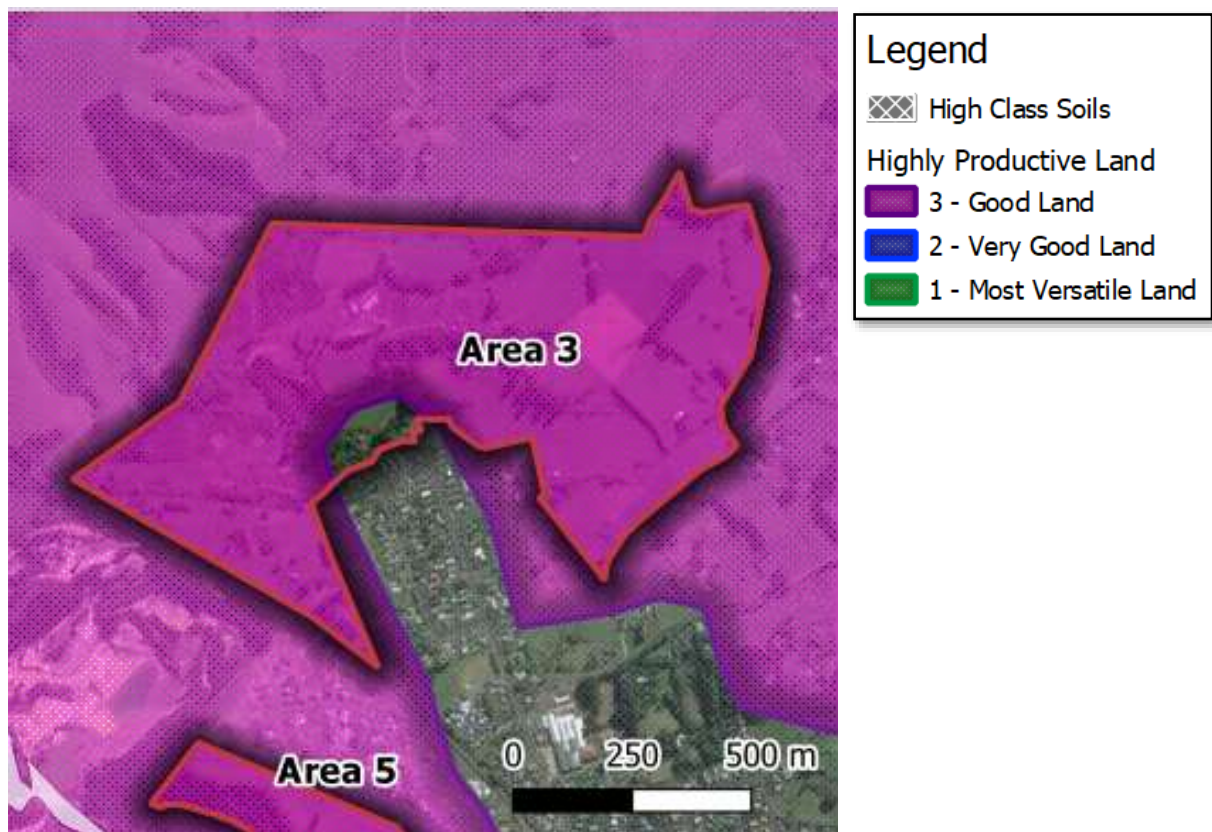 Legend
High Class Soils
Highly Productive Land
3 - Good Land
2 - Very Good Land
1 - Most Versatile Land
Area 3
Area 5
0 250 500 m